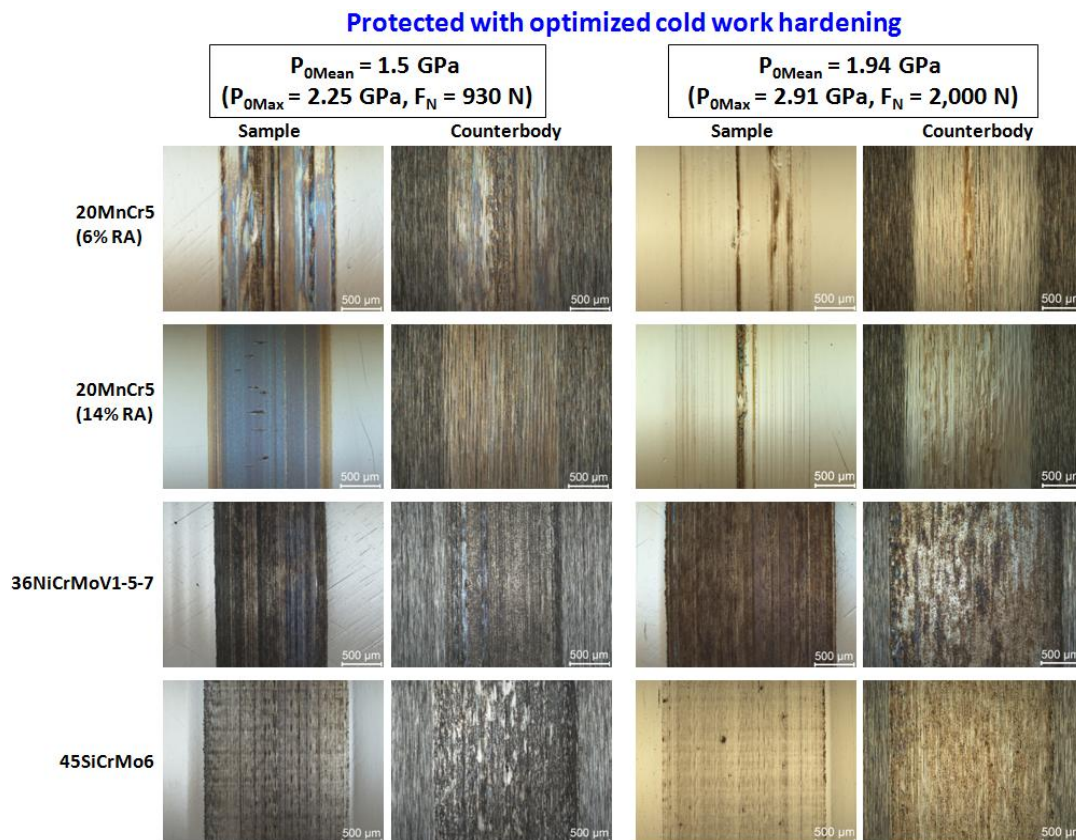 Protected with optimized cold work hardening
P0Mean = 1.5 GPa
(P0Max = 2.25 GPa, FN = 930 N)
P0Mean = 1.94 GPa
(P0Max = 2.91 GPa, FN = 2,000 N)
Sample
Counterbody
Sample
Counterbody
20MnCr5
(6% RA)
500 µm
500 µm
500 µm
500 µm
20MnCr5
(14% RA)
500 µm
500 µm
500 µm
500 µm
36NiCrMoV1-5-7
500 µm
500 µm
500 µm
500 µm
45SiCrMo6
500 µm
500 µm
500 µm
500 µm